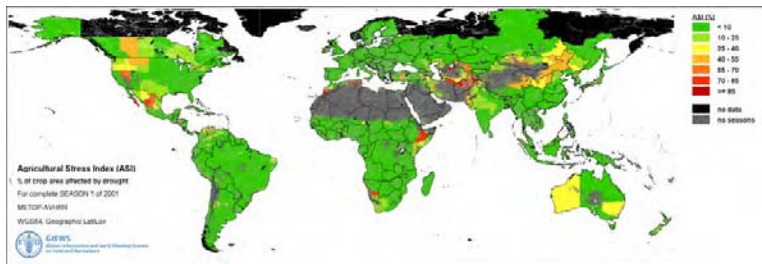 Agricultural Stress Index (ASI)
% of crop area affected by drought
For complete SEASON 1 of 2001
METOP-AVHRR
WGS84, Geographic Lat/Lon
GIEWS
ASI (%)
< 10
10 - 25
25 - 40
40 - 55
55 - 70
70 - 85
>= 85
no data
no seasons